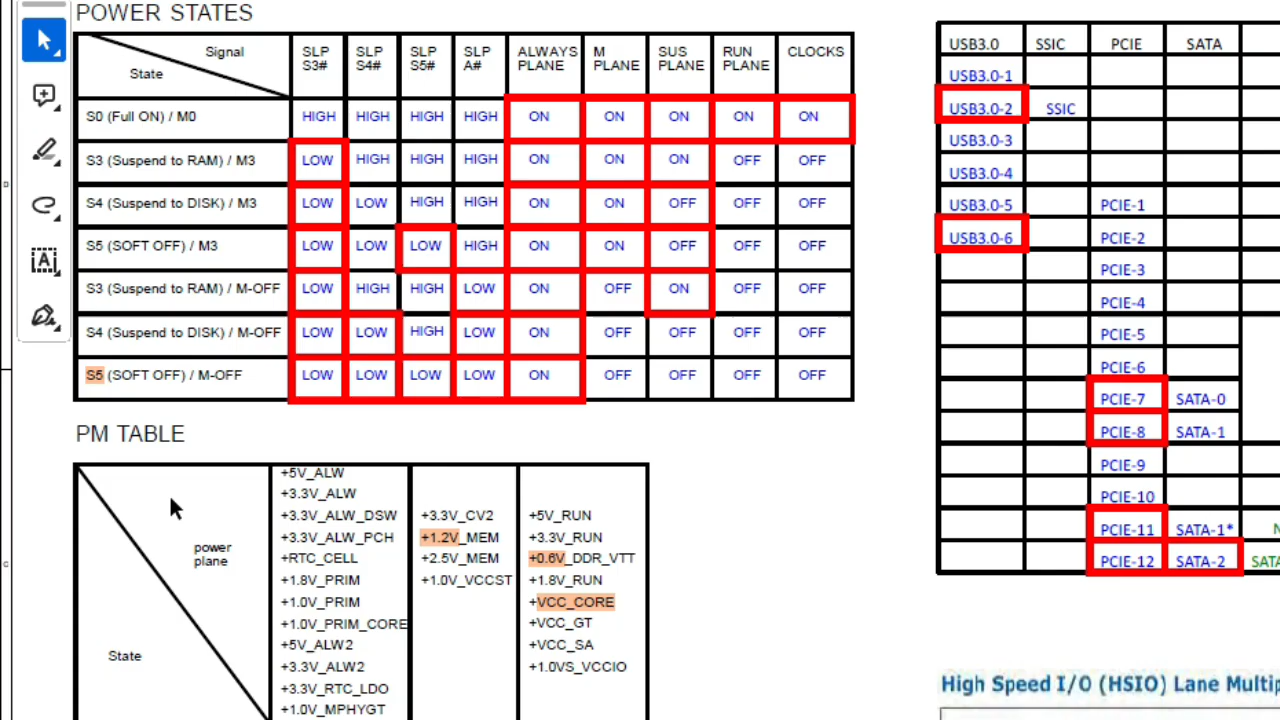 POWER STATES
Signal
State
SLP S3#
SLP S4#
SLP S5#
SLP A#
ALWAYS PLANE
M PLANE
SUS PLANE
RUN PLANE
CLOCKS
S0 (Full ON) / M0 HIGH HIGH HIGH HIGH ON ON ON ON ON
S3 (Suspend to RAM) / M3 LOW HIGH HIGH HIGH ON ON ON OFF OFF
S4 (Suspend to DISK) / M3 LOW LOW HIGH HIGH ON ON OFF OFF OFF
S5 (SOFT OFF) / M3 LOW LOW LOW HIGH ON ON OFF OFF OFF
S3 (Suspend to RAM) / M-OFF LOW HIGH HIGH LOW ON OFF ON OFF OFF
S4 (Suspend to DISK) / M-OFF LOW LOW HIGH LOW ON OFF OFF OFF OFF
S5 (SOFT OFF) / M-OFF LOW LOW LOW LOW ON OFF OFF OFF OFF
PM TABLE
power
plane
State
+5V_ALW
+3.3V_ALW
+3.3V_ALW_DSW
+3.3V_ALW_PCH
+RTC_CELL
+1.8V_PRIM
+1.0V_PRIM
+1.0V_PRIM_CORE
+5V_ALW2
+3.3V_ALW2
+3.3V_RTC_LDO
+1.0V_MPHYGT
+3.3V_CV2
+1.2V_MEM
+2.5V_MEM
+1.0V_VCCST
+5V_RUN
+3.3V_RUN
+0.6V_DDR_VTT
+1.8V_RUN
+VCC_CORE
+VCC_GT
+VCC_SA
+1.0VS_VCCIO
USB3.0 SSIC PCIE SATA
USB3.0-1
USB3.0-2 SSIC
USB3.0-3
USB3.0-4
USB3.0-5 PCIE-1
USB3.0-6 PCIE-2
PCIE-3
PCIE-4
PCIE-5
PCIE-6
PCIE-7 SATA-0
PCIE-8 SATA-1
PCIE-9
PCIE-10
PCIE-11 SATA-1* N
PCIE-12 SATA-2 SATA
High Speed I/O (HSIO) Lane Multip
D
C